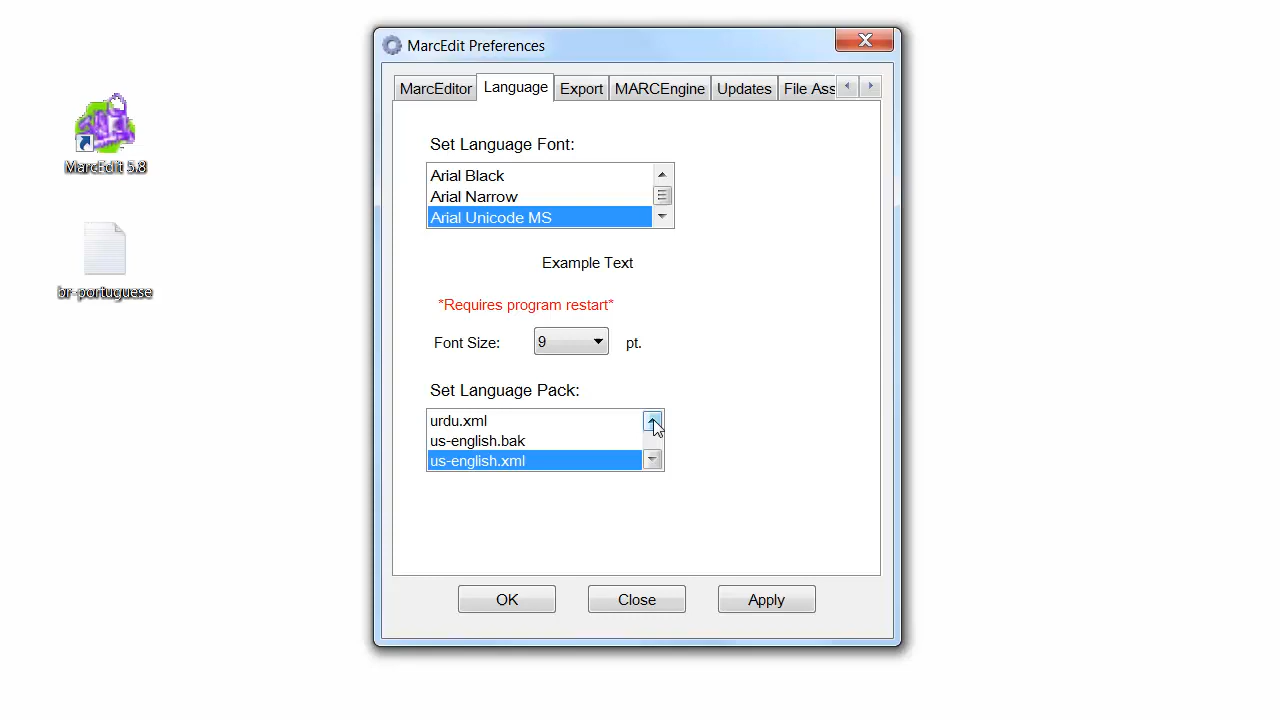 MarcEdit Preferences
MarcEditor Language Export MARCEngine Updates File Ass
Set Language Font:
Arial Black
Arial Narrow
Arial Unicode MS
Example Text
*Requires program restart*
Font Size: 9 pt.
Set Language Pack:
urdu.xml
us-english.bak
us-english.xml
OK Close Apply
MarcEdit 5.8
br-portuguese